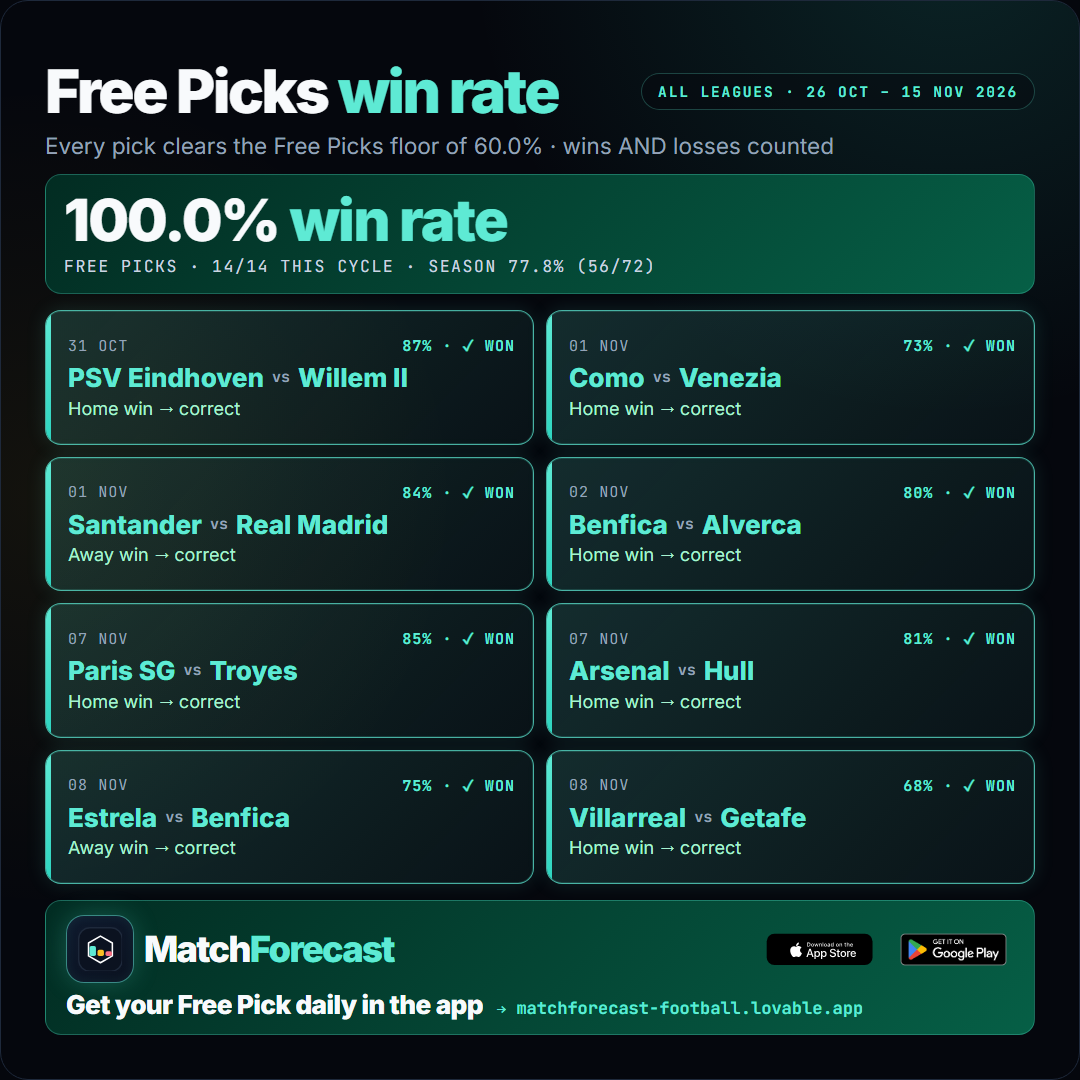 Free Picks win rate
ALL LEAGUES · 26 OCT – 15 NOV 2026
Every pick clears the Free Picks floor of 60.0% · wins AND losses counted
100.0% win rate
FREE PICKS · 14/14 THIS CYCLE · SEASON 77.8% (56/72)
31 OCT
87% · ✓ WON
PSV Eindhoven vs Willem II
Home win → correct
01 NOV
73% · ✓ WON
Como vs Venezia
Home win → correct
01 NOV
84% · ✓ WON
Santander vs Real Madrid
Away win → correct
02 NOV
80% · ✓ WON
Benfica vs Alverca
Home win → correct
07 NOV
85% · ✓ WON
Paris SG vs Troyes
Home win → correct
07 NOV
81% · ✓ WON
Arsenal vs Hull
Home win → correct
08 NOV
75% · ✓ WON
Estrela vs Benfica
Away win → correct
08 NOV
68% · ✓ WON
Villarreal vs Getafe
Home win → correct
MatchForecast
Download on the
App Store
GET IT ON
Google Play
Get your Free Pick daily in the app → matchforecast-football.lovable.app